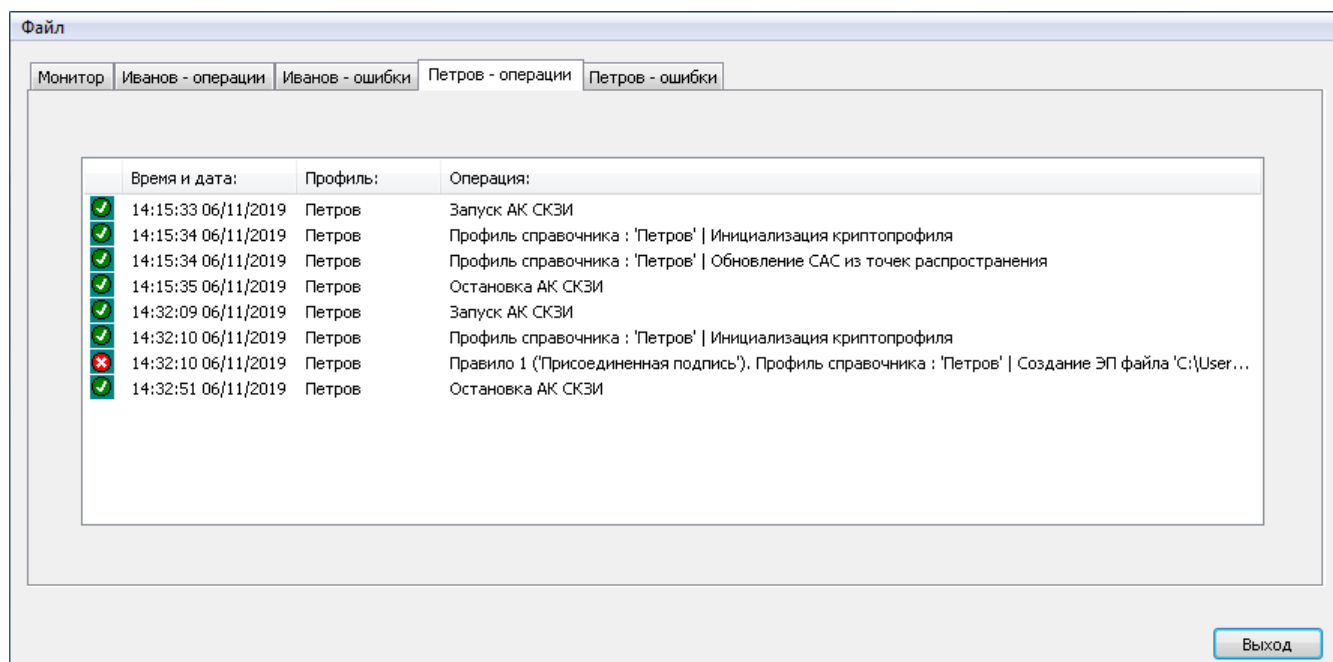 Файл
Монитор Иванов - операции Иванов - ошибки Петров - операции Петров - ошибки
Время и дата: Профиль: Операция:
14:15:33 06/11/2019 Петров Запуск АК СКЗИ
14:15:34 06/11/2019 Петров Профиль справочника : 'Петров' | Инициализация криптопрофиля
14:15:34 06/11/2019 Петров Профиль справочника : 'Петров' | Обновление САС из точек распространения
14:15:35 06/11/2019 Петров Остановка АК СКЗИ
14:32:09 06/11/2019 Петров Запуск АК СКЗИ
14:32:10 06/11/2019 Петров Профиль справочника : 'Петров' | Инициализация криптопрофиля
14:32:10 06/11/2019 Петров Правило 1 ('Присоединенная подпись'). Профиль справочника : 'Петров' | Создание ЭП файла 'C:\User...
14:32:51 06/11/2019 Петров Остановка АК СКЗИ
Выход